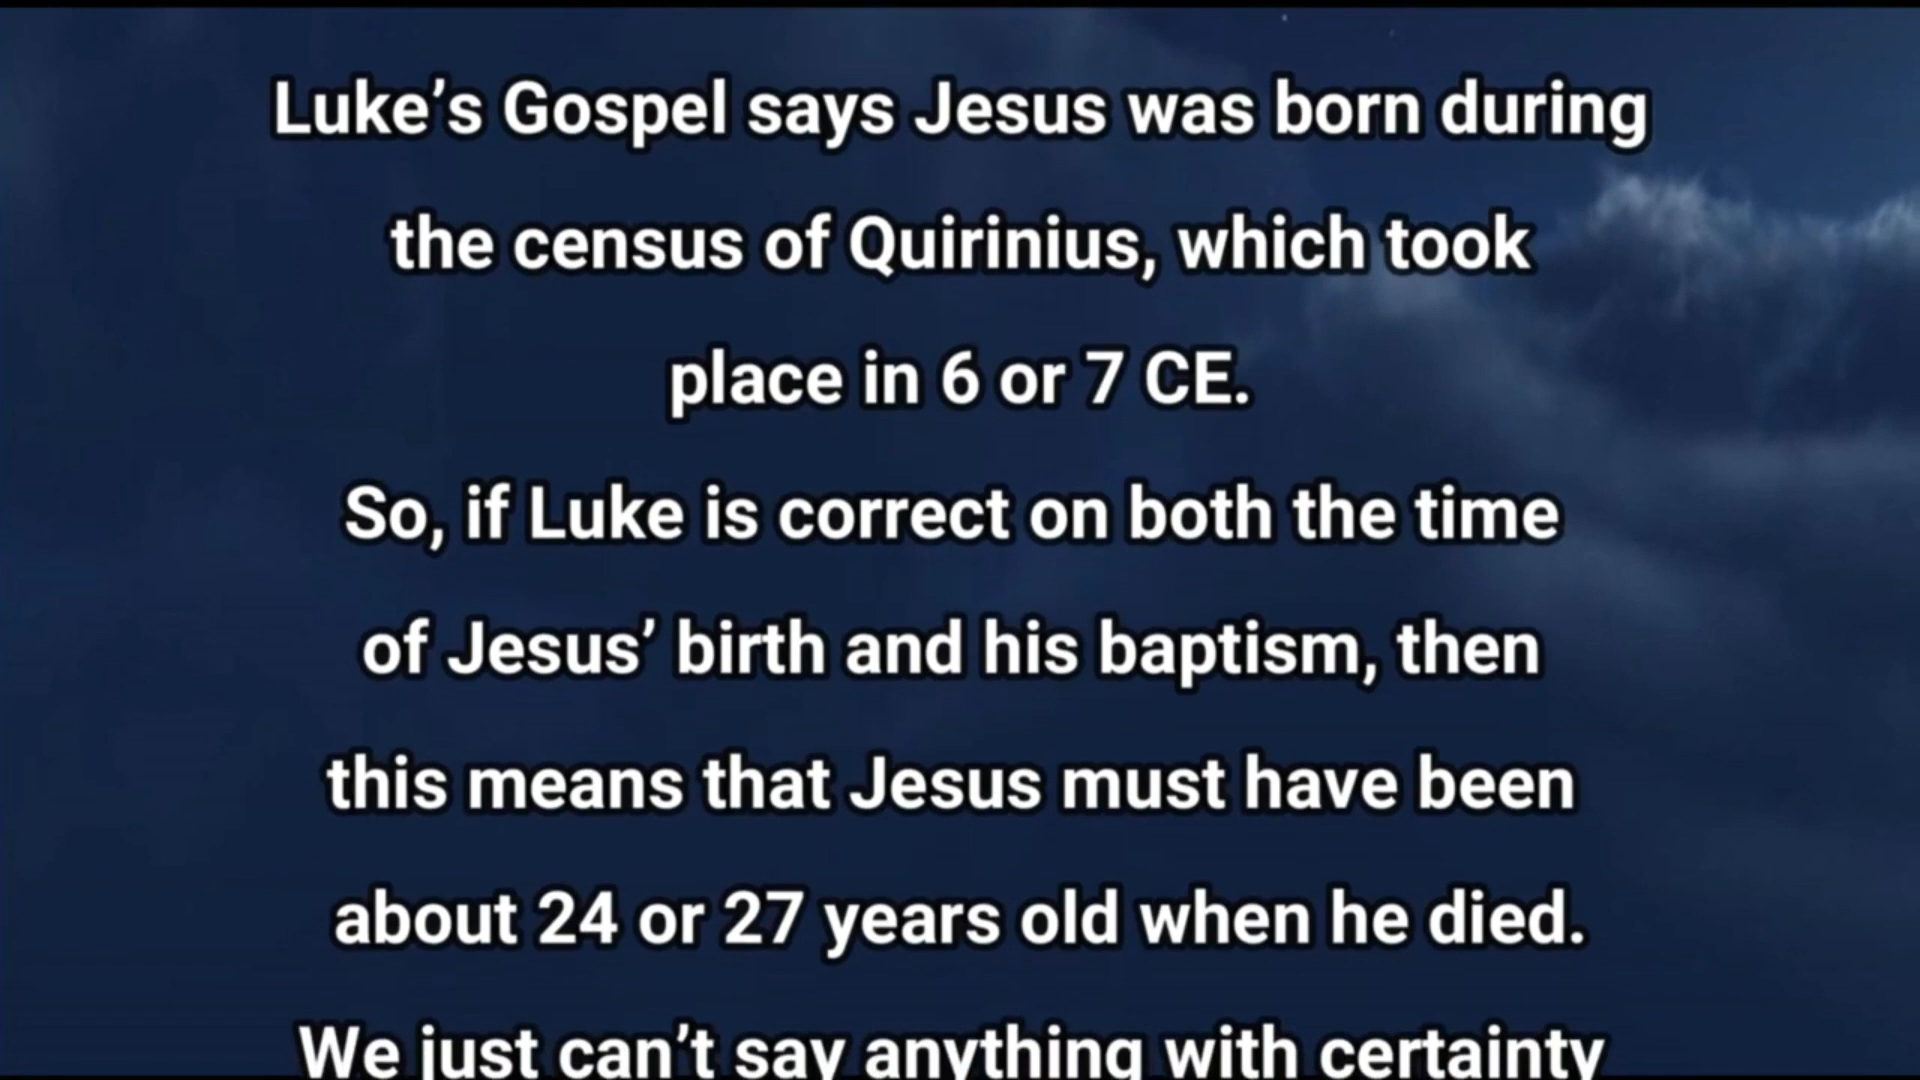 Luke’s Gospel says Jesus was born during
the census of Quirinius, which took
place in 6 or 7 CE.
So, if Luke is correct on both the time
of Jesus’ birth and his baptism, then
this means that Jesus must have been
about 24 or 27 years old when he died.
We just can’t say anything with certainty